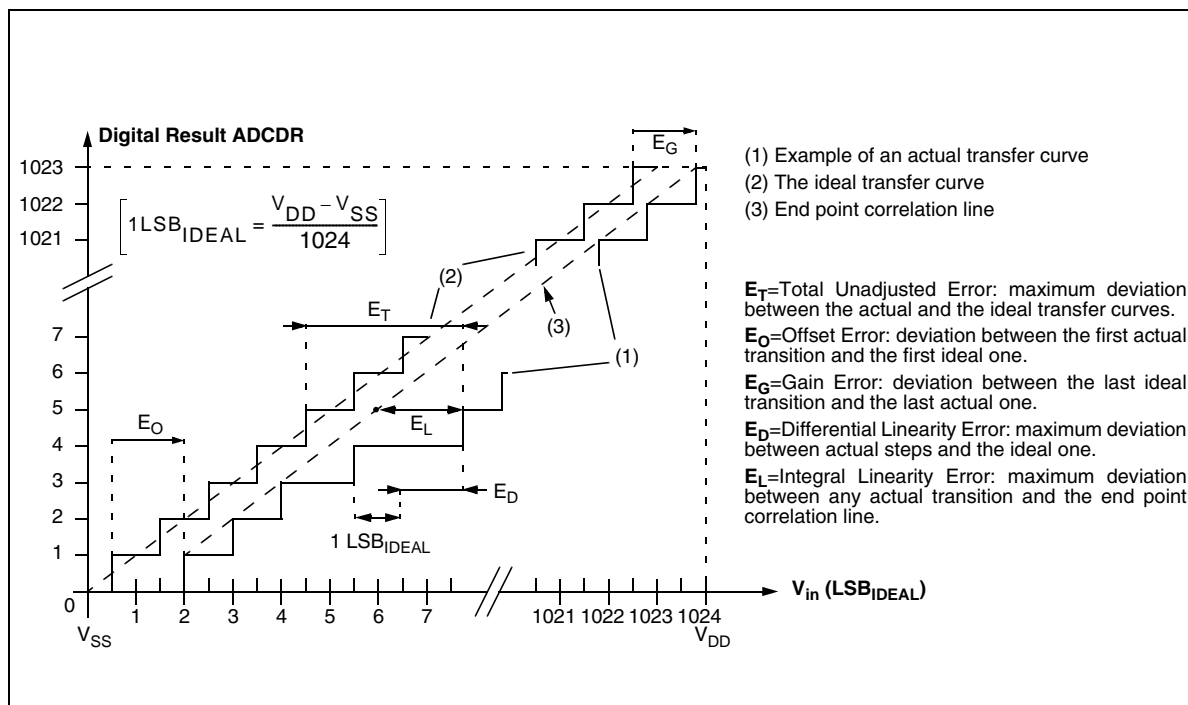 Digital Result ADCDR
E_G
1023
1022
1021
1LSB_IDEAL = V_DD – V_SS
1024
(2)
E_T
(3)
(1)
7
6
5
4
3
2
1
0
E_O
E_L
E_D
1 LSB_IDEAL
1 2 3 4 5 6 7 1021 1022 1023 1024
V_in (LSB_IDEAL)
V_SS
V_DD
(1) Example of an actual transfer curve
(2) The ideal transfer curve
(3) End point correlation line
E_T=Total Unadjusted Error: maximum deviation
between the actual and the ideal transfer curves.
E_O=Offset Error: deviation between the first actual
transition and the first ideal one.
E_G=Gain Error: deviation between the last ideal
transition and the last actual one.
E_D=Differential Linearity Error: maximum deviation
between actual steps and the ideal one.
E_L=Integral Linearity Error: maximum deviation
between any actual transition and the end point
correlation line.